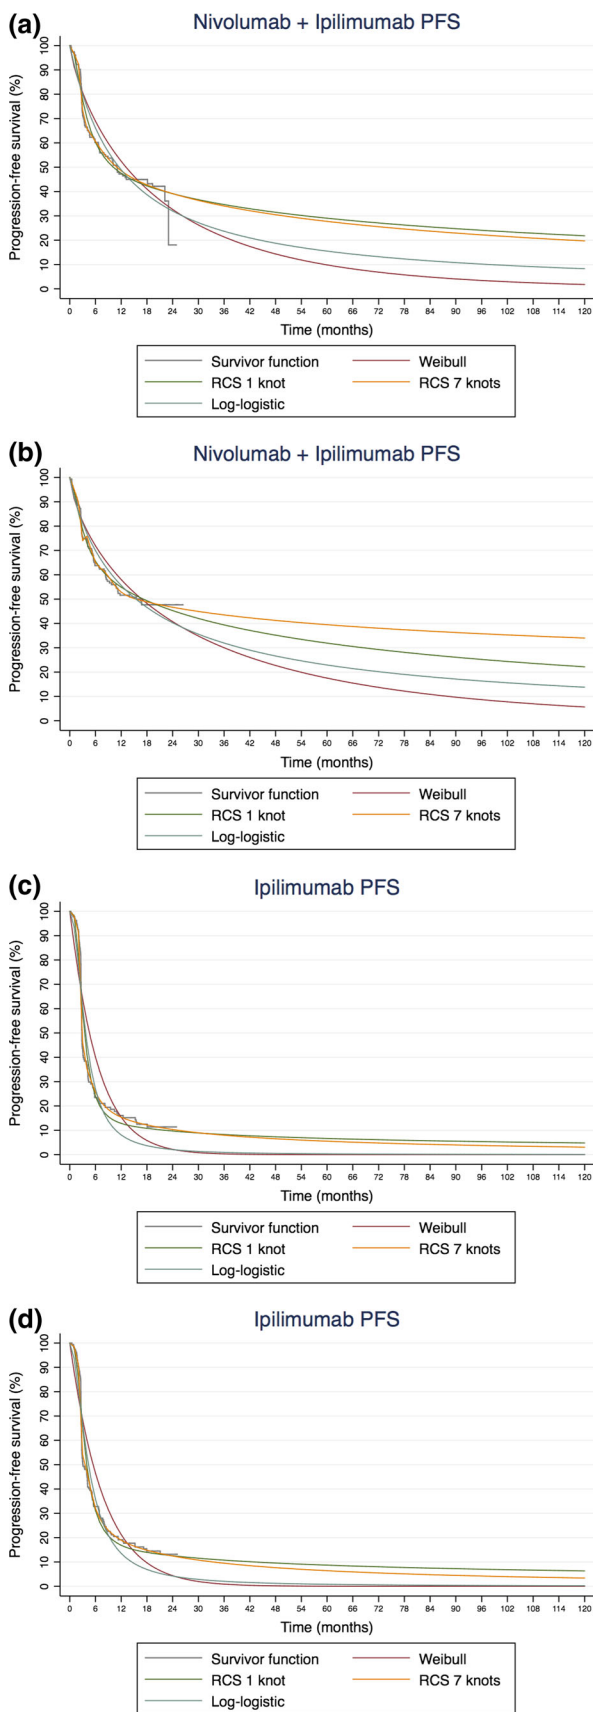 (a) Nivolumab + Ipilimumab PFS
Progression-free survival (%)
100
90
80
70
60
50
40
30
20
10
0
0 6 12 18 24 30 36 42 48 54 60 66 72 78 84 90 96 102 108 114 120
Time (months)
Survivor function Weibull
RCS 1 knot RCS 7 knots
Log-logistic
(b) Nivolumab + Ipilimumab PFS
Progression-free survival (%)
100
90
80
70
60
50
40
30
20
10
0
0 6 12 18 24 30 36 42 48 54 60 66 72 78 84 90 96 102 108 114 120
Time (months)
Survivor function Weibull
RCS 1 knot RCS 7 knots
Log-logistic
(c) Ipilimumab PFS
Progression-free survival (%)
100
90
80
70
60
50
40
30
20
10
0
0 6 12 18 24 30 36 42 48 54 60 66 72 78 84 90 96 102 108 114 120
Time (months)
Survivor function Weibull
RCS 1 knot RCS 7 knots
Log-logistic
(d) Ipilimumab PFS
Progression-free survival (%)
100
90
80
70
60
50
40
30
20
10
0
0 6 12 18 24 30 36 42 48 54 60 66 72 78 84 90 96 102 108 114 120
Time (months)
Survivor function Weibull
RCS 1 knot RCS 7 knots
Log-logistic